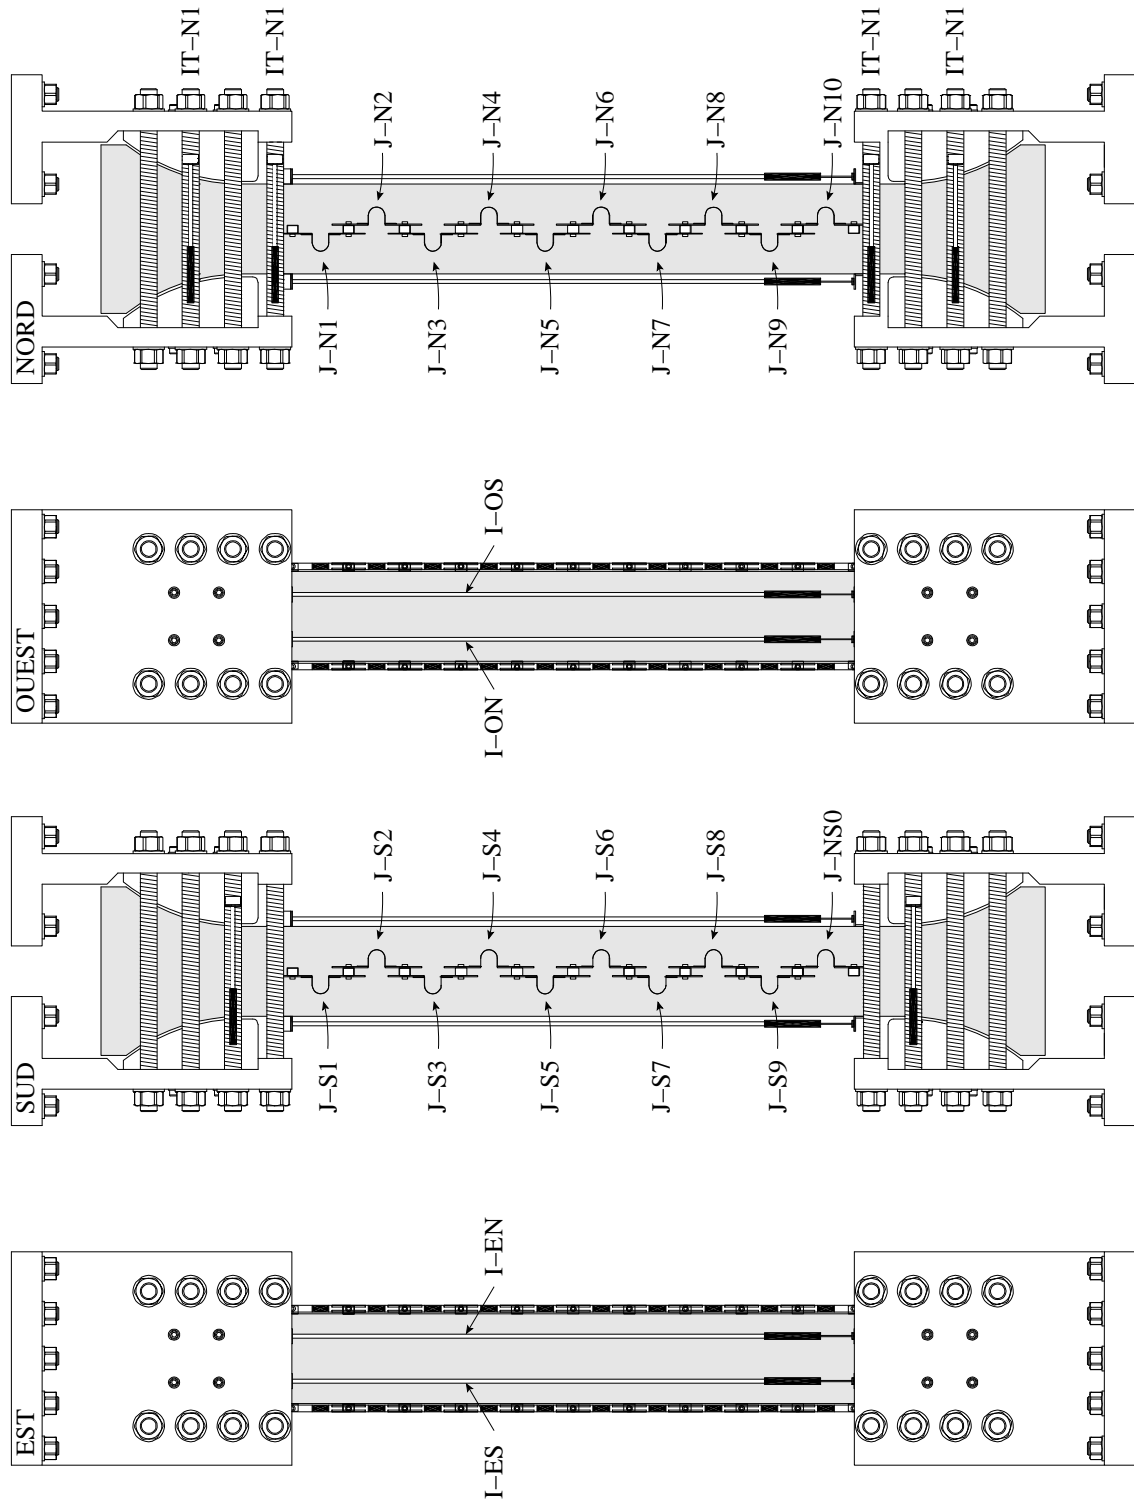 NORD
IT–N1
IT–N1
IT–N1
IT–N1
J–N2
J–N4
J–N6
J–N8
J–N10
J–N1
J–N3
J–N5
J–N7
J–N9
OUEST
I–OS
I–ON
SUD
J–S2
J–S4
J–S6
J–S8
J–NS0
J–S1
J–S3
J–S5
J–S7
J–S9
EST
I–EN
I–ES